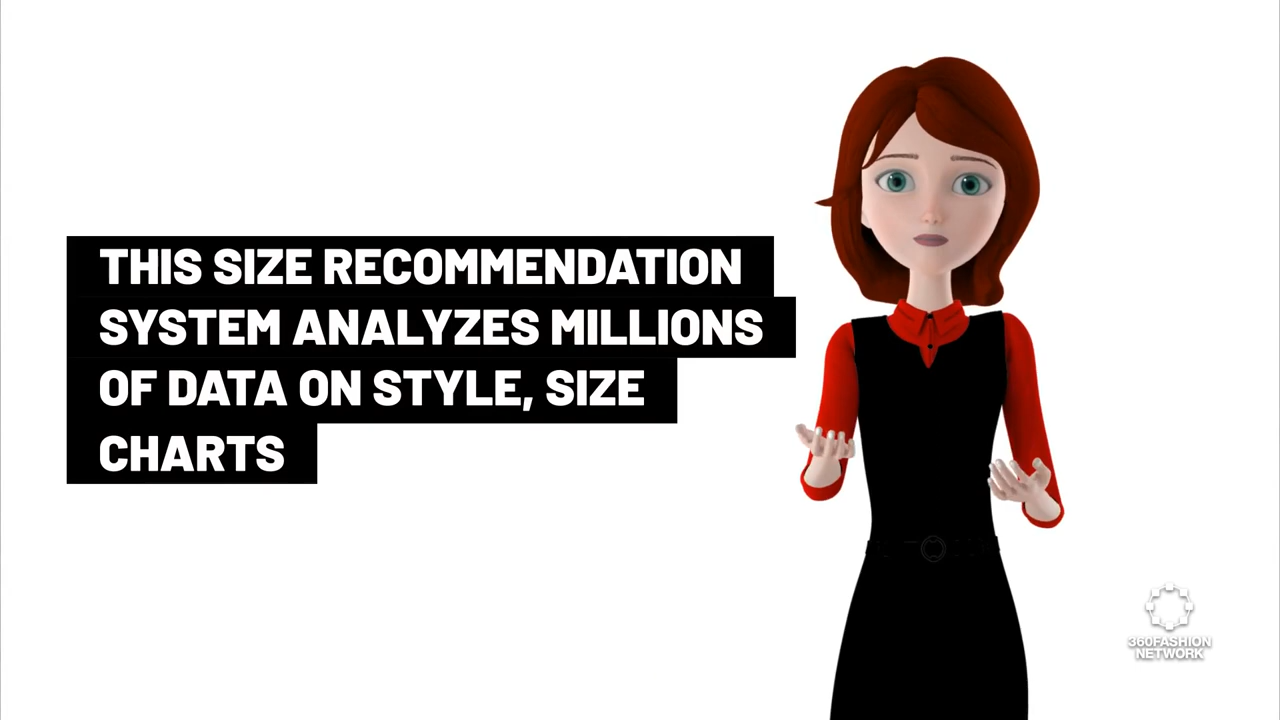 THIS SIZE RECOMMENDATION
SYSTEM ANALYZES MILLIONS
OF DATA ON STYLE, SIZE
CHARTS
360FASHION
NETWORK